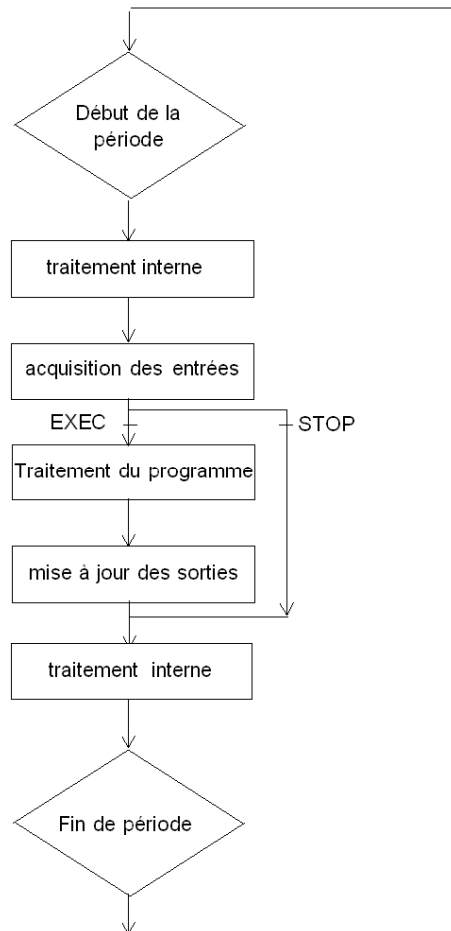 Début de la
période
traitement interne
acquisition des entrées
EXEC
STOP
Traitement du programme
mise à jour des sorties
traitement interne
Fin de période